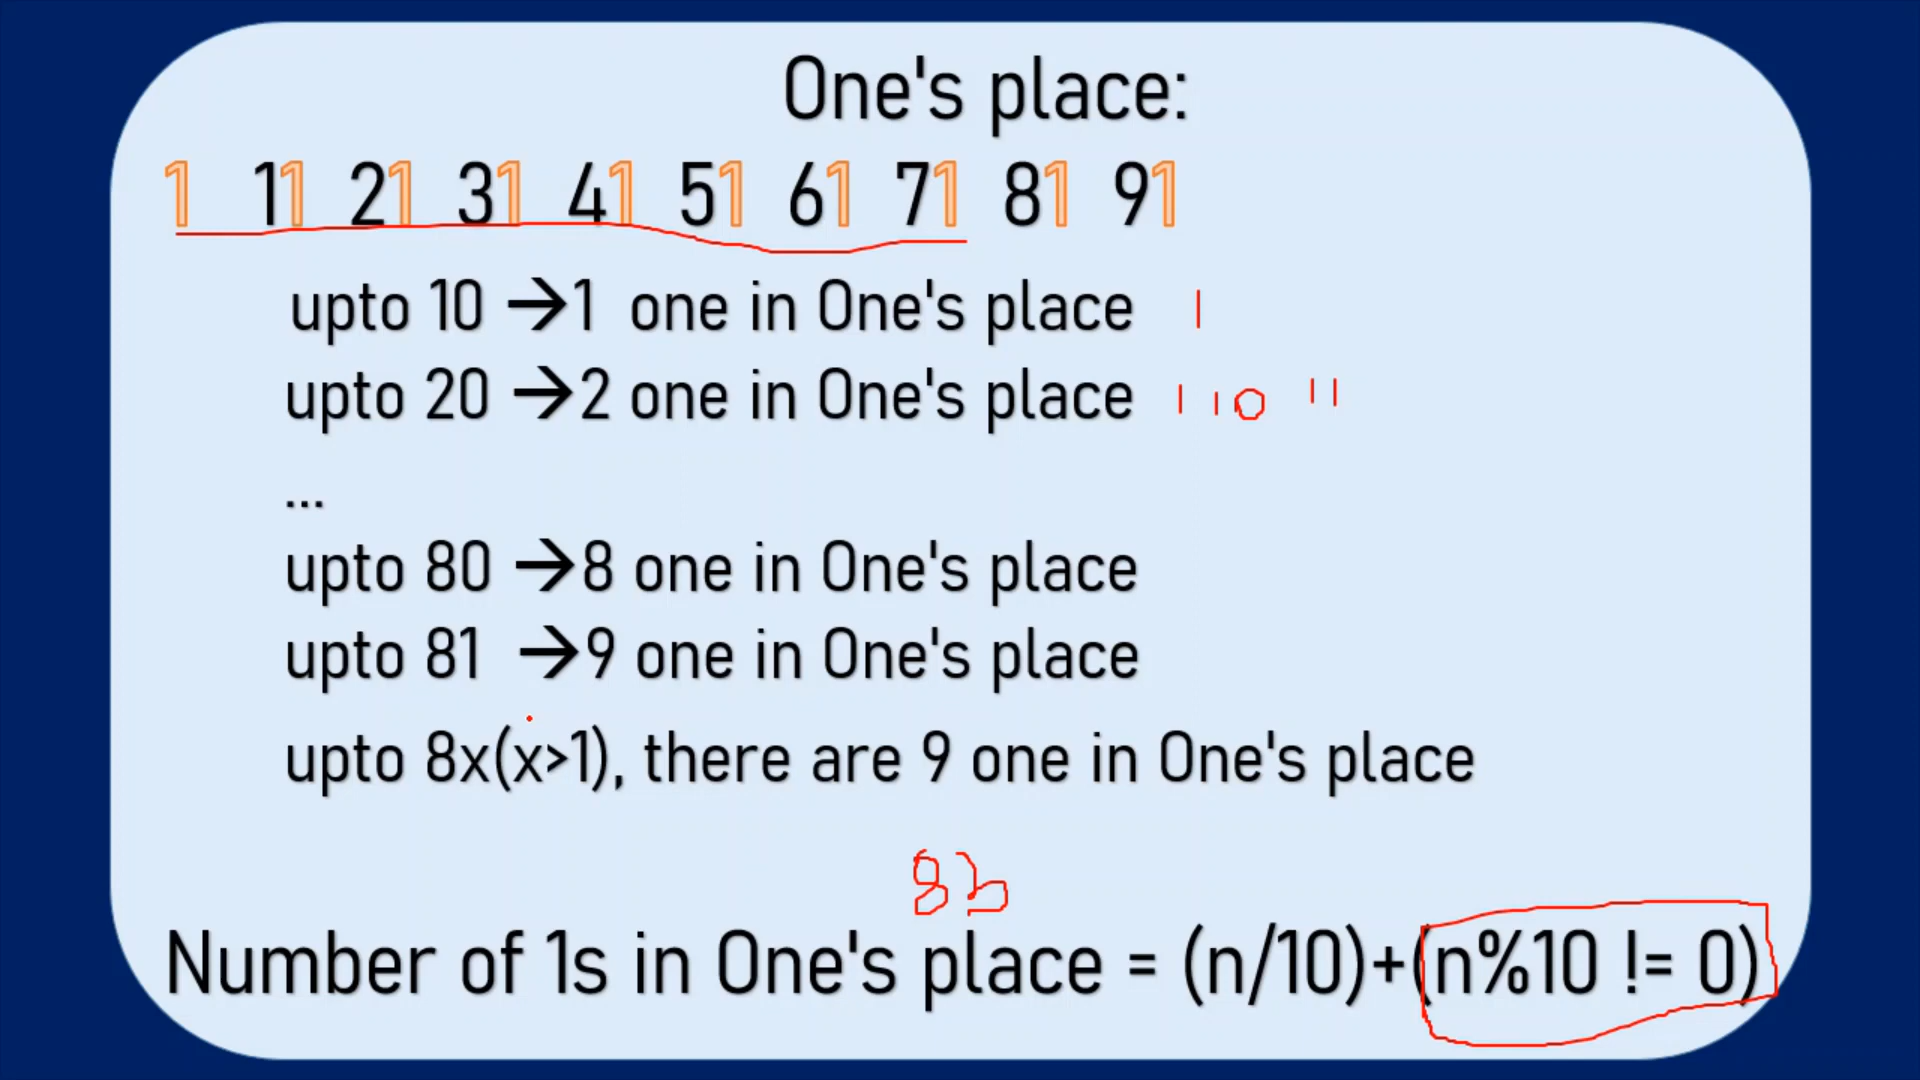 One's place:
1 11 21 31 41 51 61 71 81 91
upto 10 →1 one in One's place |
upto 20 →2 one in One's place 1 10 11
...
upto 80 →8 one in One's place
upto 81 →9 one in One's place
upto 8x(x>1), there are 9 one in One's place
Number of 1s in One's place = (n/10)+(n%10 != 0)